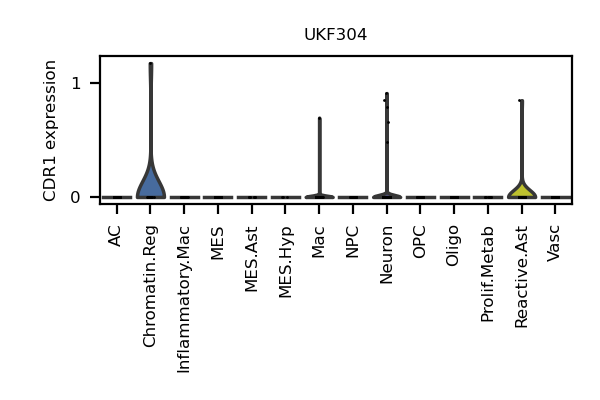 UKF304
CDR1 expression
1
0
AC
Chromatin.Reg
Inflammatory.Mac
MES
MES.Ast
MES.Hyp
Mac
NPC
Neuron
OPC
Oligo
Prolif.Metab
Reactive.Ast
Vasc